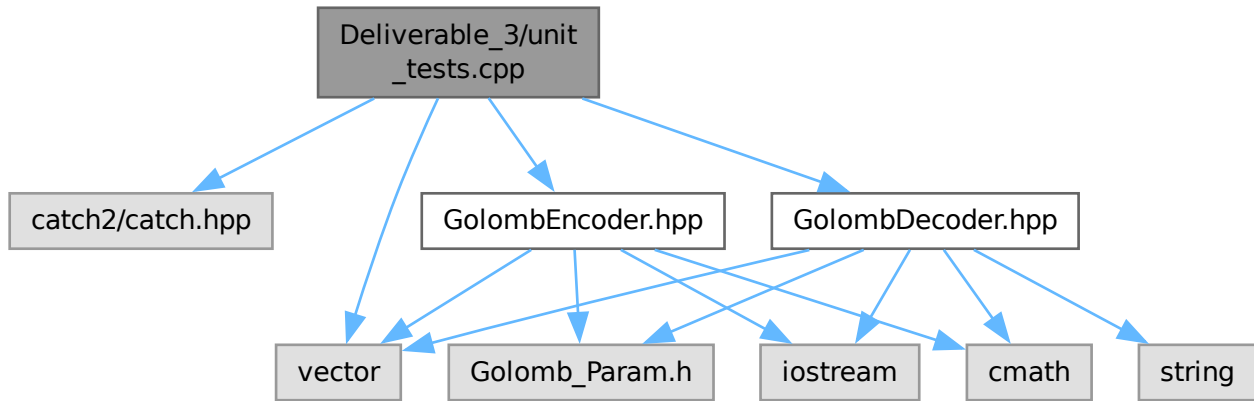 Deliverable_3/unit
_tests.cpp
catch2/catch.hpp
GolombEncoder.hpp
GolombDecoder.hpp
vector
Golomb_Param.h
iostream
cmath
string